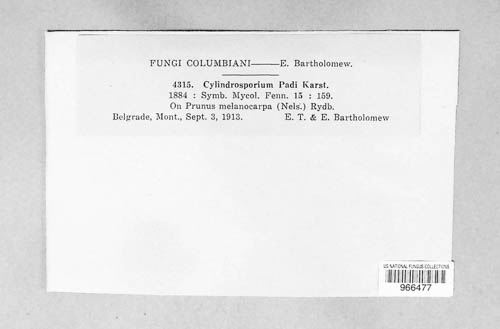 FUNGI COLUMBIANI——E. Bartholomew.
4315. Cylindrosporium Padi Karst.
1884 : Symb. Mycol. Fenn. 15 : 159.
On Prunus melanocarpa (Nels.) Rydb.
Belgrade, Mont., Sept. 3, 1913. E. T. & E. Bartholomew
US NATIONAL FUNGUS COLLECTIONS
966477